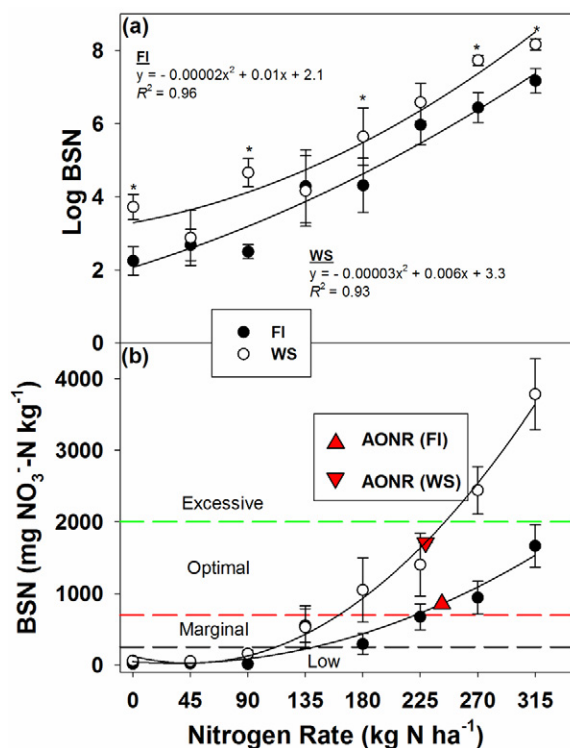 (a)
FI
y = - 0.00002x² + 0.01x + 2.1
R² = 0.96
*
*
*
*
*
8
6
4
2
0
Log BSN
WS
y = - 0.00003x² + 0.006x + 3.3
R² = 0.93
FI
WS
(b)
AONR (FI)
AONR (WS)
Excessive
Optimal
Marginal
Low
4000
3000
2000
1000
0
BSN (mg NO₃⁻-N kg⁻¹)
0 45 90 135 180 225 270 315
Nitrogen Rate (kg N ha⁻¹)